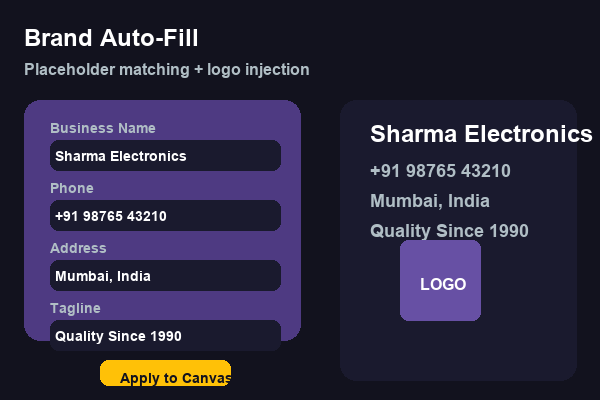 Brand Auto-Fill
Placeholder matching + logo injection
Business Name
Sharma Electronics
Phone
+91 98765 43210
Address
Mumbai, India
Tagline
Quality Since 1990
Apply to Canvas
Sharma Electronics
+91 98765 43210
Mumbai, India
Quality Since 1990
LOGO